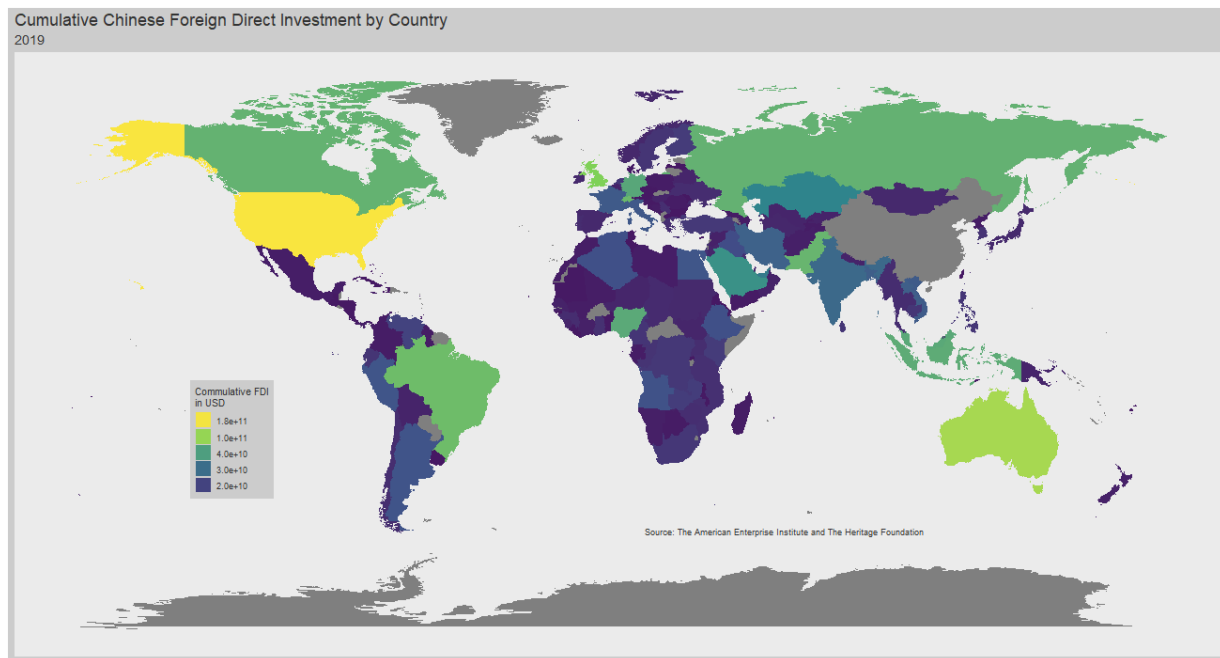 Cumulative Chinese Foreign Direct Investment by Country
2019
Commulative FDI
in USD
1.8e+11
1.0e+11
4.0e+10
3.0e+10
2.0e+10
Source: The American Enterprise Institute and The Heritage Foundation